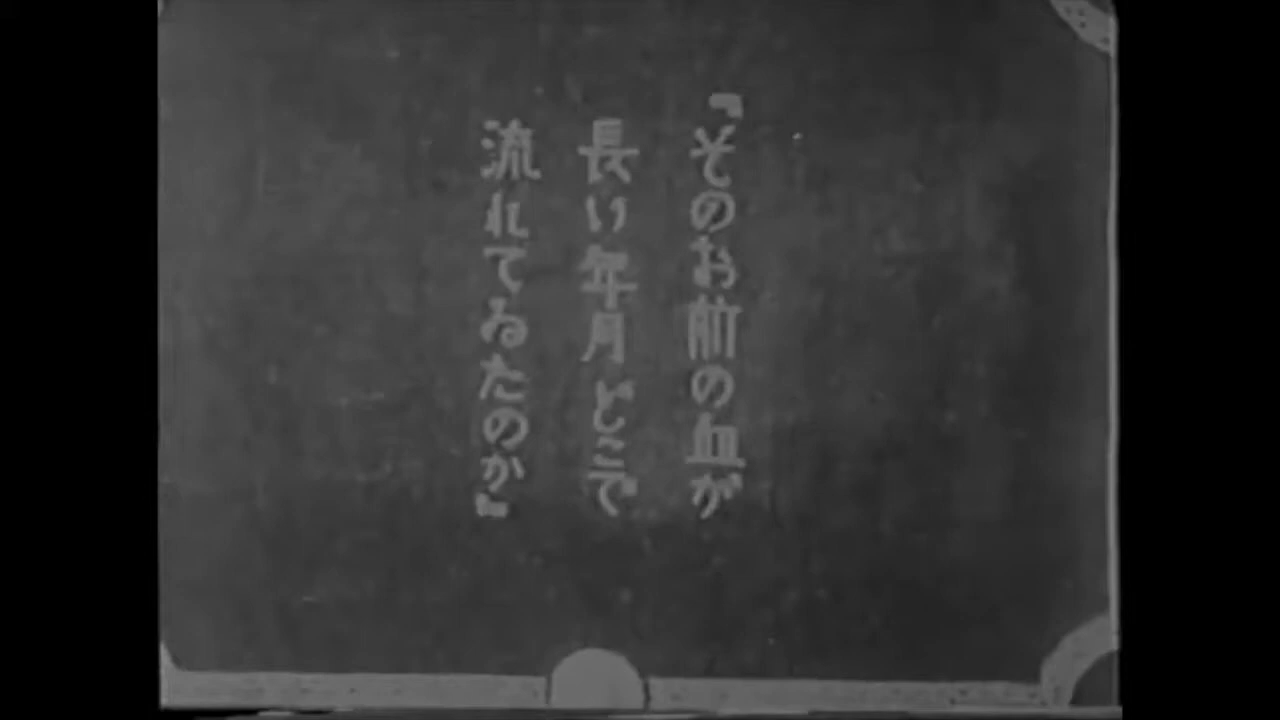 『そのお前の血が
長い年月どこで
流れてゐたのか』